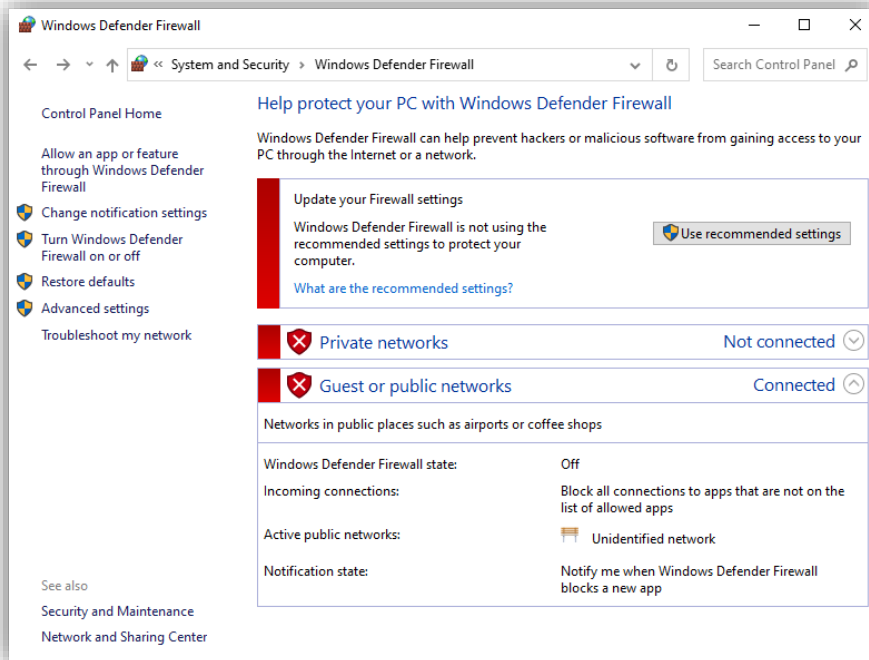 Windows Defender Firewall
« System and Security › Windows Defender Firewall
Search Control Panel
Control Panel Home
Allow an app or feature
through Windows Defender
Firewall
Change notification settings
Turn Windows Defender
Firewall on or off
Restore defaults
Advanced settings
Troubleshoot my network
See also
Security and Maintenance
Network and Sharing Center
Help protect your PC with Windows Defender Firewall
Windows Defender Firewall can help prevent hackers or malicious software from gaining access to your
PC through the Internet or a network.
Update your Firewall settings
Windows Defender Firewall is not using the
recommended settings to protect your
computer.
What are the recommended settings?
Use recommended settings
Private networks Not connected
Guest or public networks Connected
Networks in public places such as airports or coffee shops
Windows Defender Firewall state: Off
Incoming connections: Block all connections to apps that are not on the
list of allowed apps
Active public networks: Unidentified network
Notification state: Notify me when Windows Defender Firewall
blocks a new app